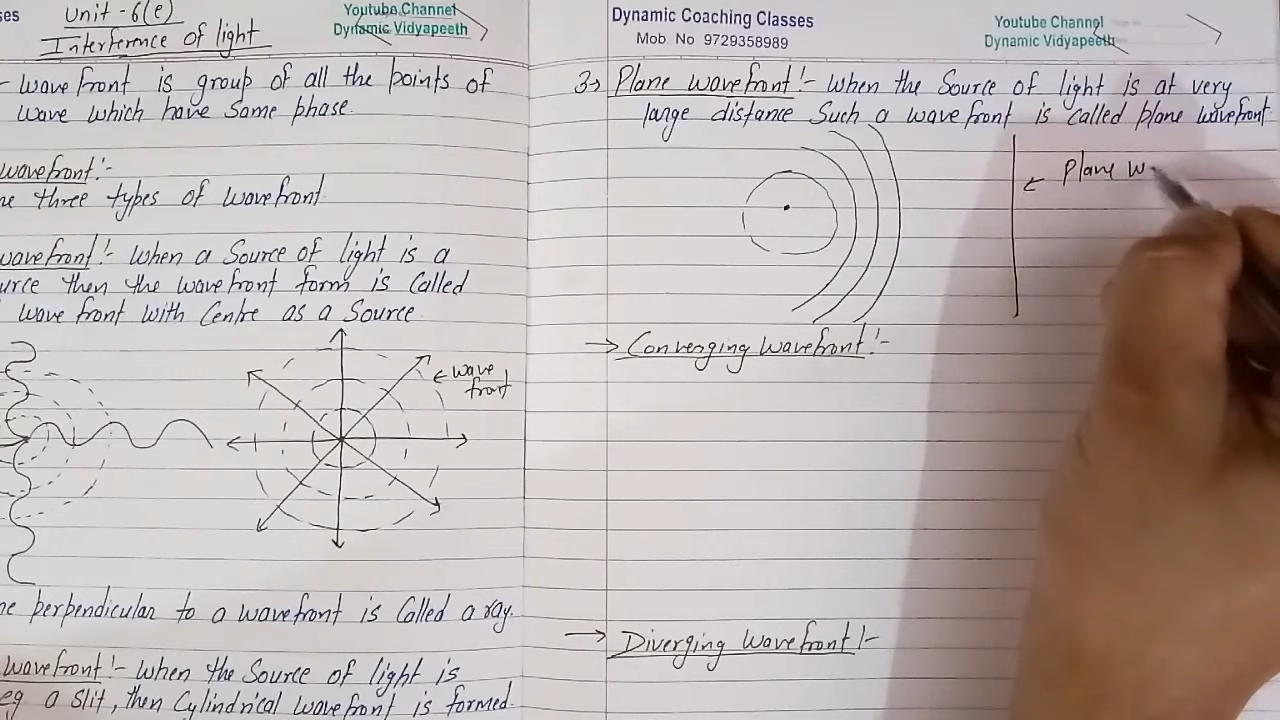 ses
Unit-6(e)
Interference of light
Youtube Channel
Dynamic Vidyapeeth
- wave front is group of all the points of
wave which have same phase.
wavefront:-
three types of wavefront
wavefront:- when a Source of light is a
then the wavefront form is Called
wave front with Centre as a Source.
← wave
front
perpendicular to a wavefront is Called a ray.
wavefront:- when the Source of light is
eg a slit, then Cylindrical wavefront is formed.
Dynamic Coaching Classes
Mob No 9729358989
Youtube Channel
Dynamic Vidyapeeth
3→ Plane wavefront:- when the Source of light is at very
large distance Such a wavefront is called plane wavefront
← Plane w
→ Converging wavefront:-
→ Diverging wavefront:-